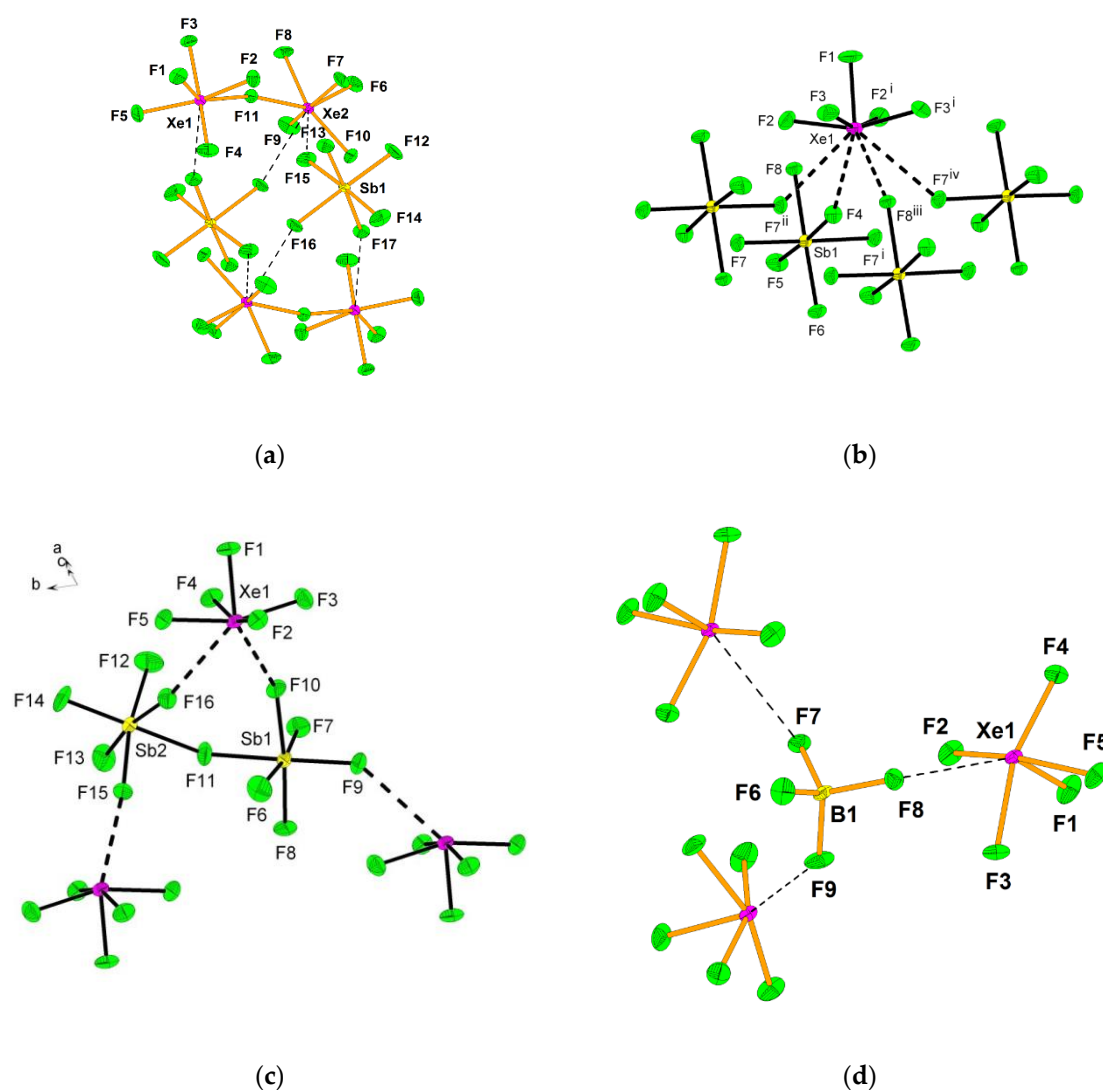 F3
F8
F1
F2
F7
F6
F5
Xe1
F11
Xe2
F4
F9
F13
F10
F12
F15
Sb1
F14
F16
F17
(a)
F1
F3
F2ⁱ
F3ⁱ
F2
Xe1
F8
F7ⁱⁱ
F4
F8ⁱⁱⁱ
F7ⁱᵛ
F7
Sb1
F7ⁱ
F5
F6
(b)
a
c
b
F1
F4
Xe1
F3
F5
F2
F12
F14
F16
F10
F7
Sb1
F13
Sb2
F11
F9
F15
F6
F8
(c)
F4
F7
F2
Xe1
F5
F6
B1
F8
F1
F9
F3
(d)